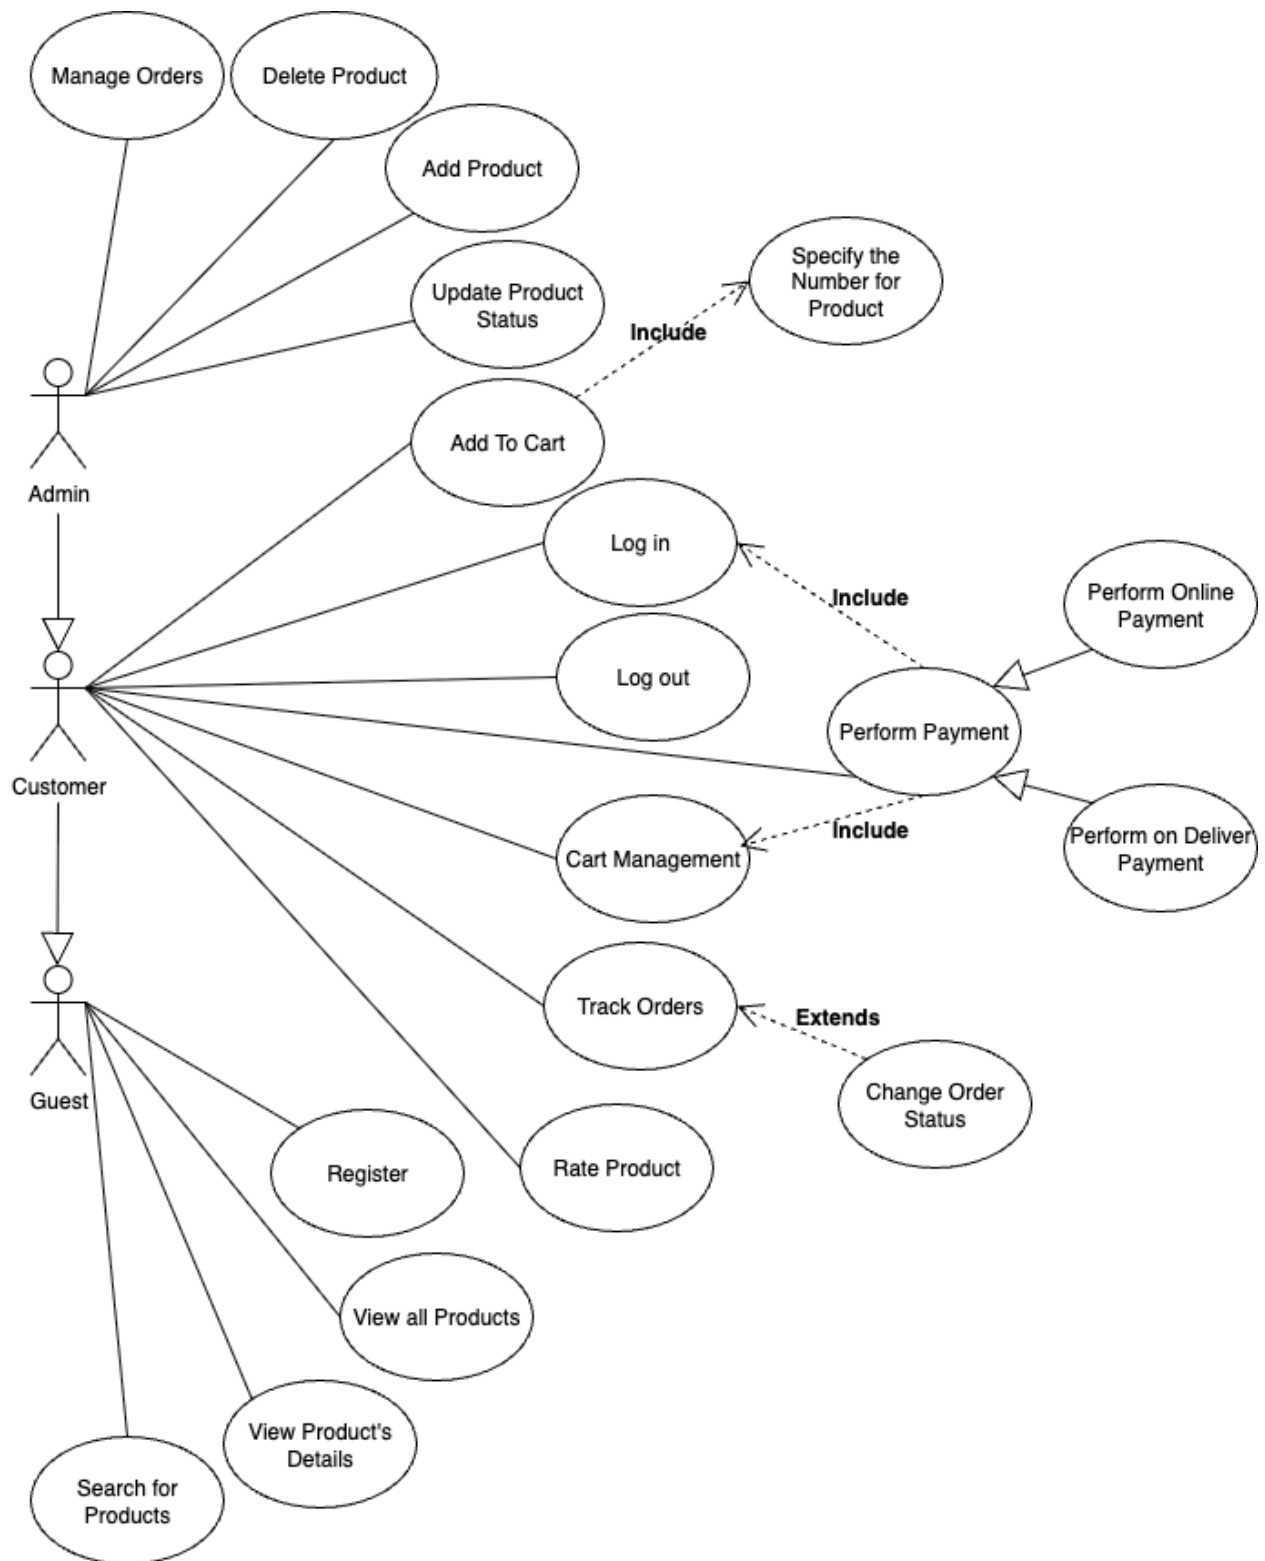 Manage Orders
Delete Product
Add Product
Specify the
Number for
Product
Update Product
Status
Include
Add To Cart
Admin
Log in
Include
Perform Online
Payment
Log out
Perform Payment
Customer
Include
Perform on Deliver
Payment
Cart Management
Track Orders
Extends
Change Order
Status
Guest
Register
Rate Product
View all Products
View Product's
Details
Search for
Products